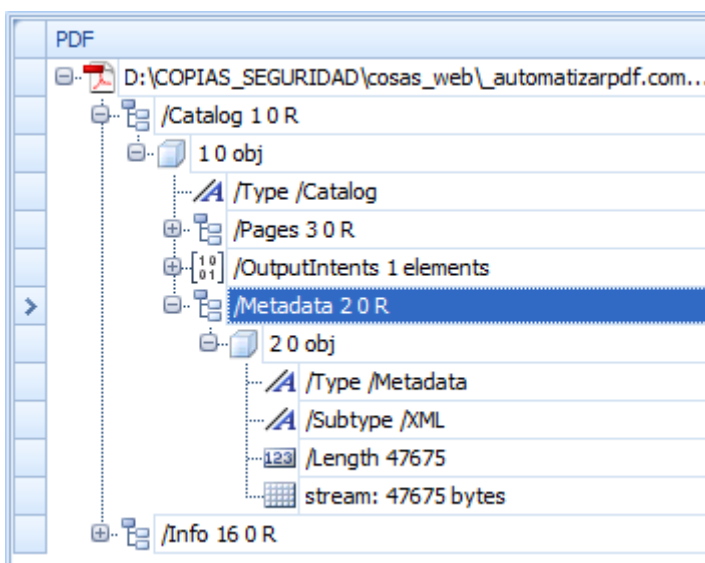 PDF
D:\COPIAS_SEGURIDAD\cosas_web\_automatizarpdf.com...
/Catalog 1 0 R
1 0 obj
/Type /Catalog
/Pages 3 0 R
/OutputIntents 1 elements
/Metadata 2 0 R
2 0 obj
/Type /Metadata
/Subtype /XML
123 /Length 47675
stream: 47675 bytes
/Info 16 0 R